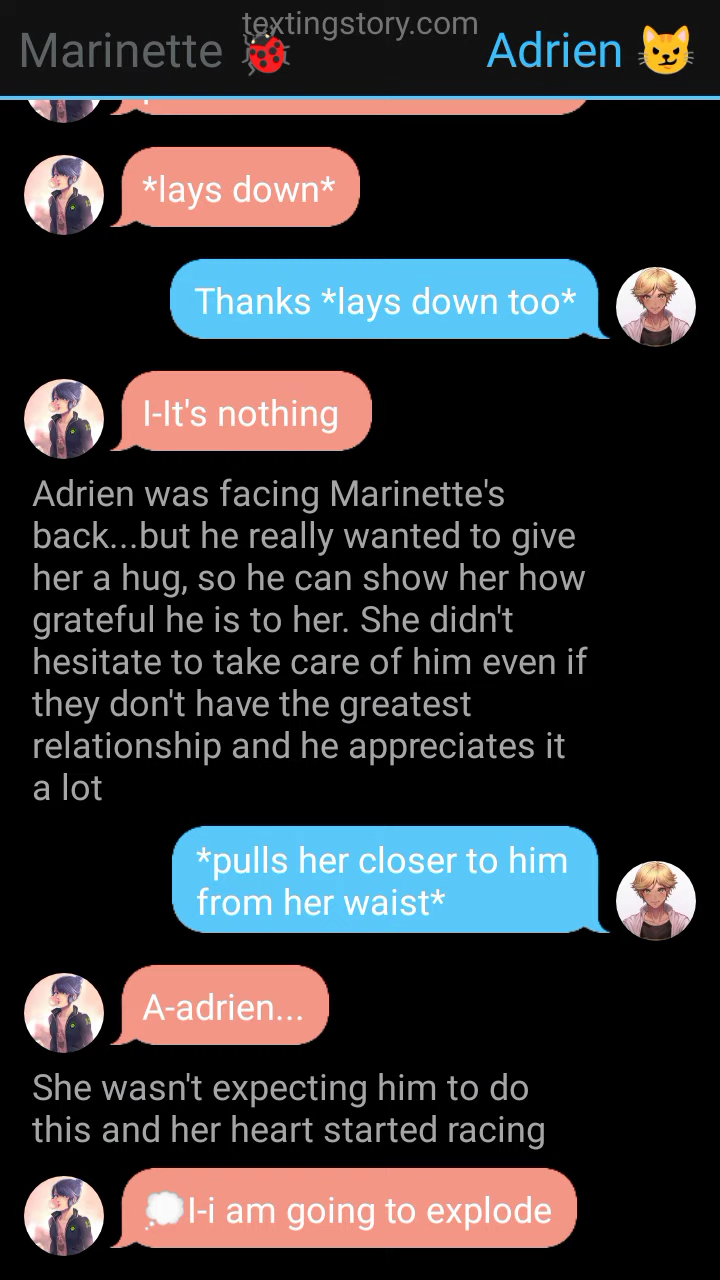 textingstory.com
Marinette 🐞 Adrien 😼
*lays down*
Thanks *lays down too*
I-It's nothing
Adrien was facing Marinette's
back...but he really wanted to give
her a hug, so he can show her how
grateful he is to her. She didn't
hesitate to take care of him even if
they don't have the greatest
relationship and he appreciates it
a lot
*pulls her closer to him
from her waist*
A-adrien...
She wasn't expecting him to do
this and her heart started racing
💭I-i am going to explode